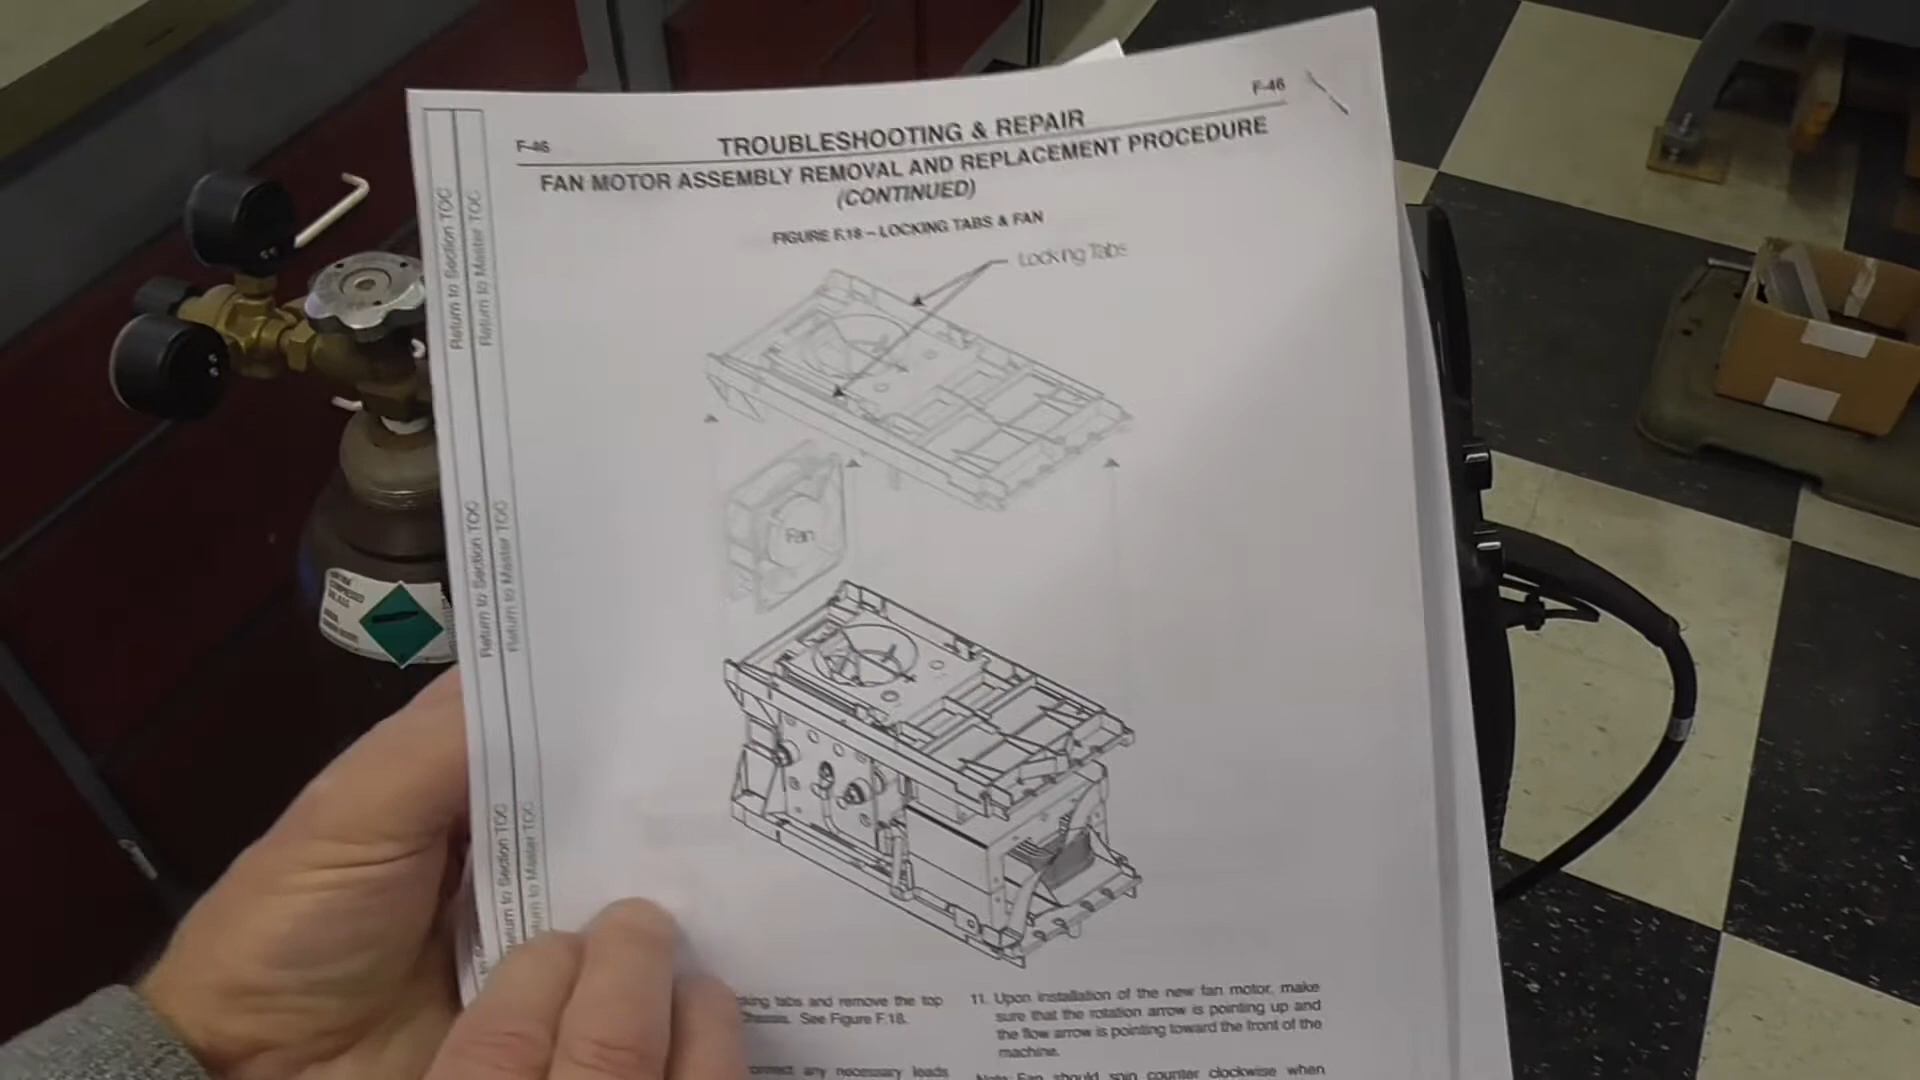 F-46
F-46
TROUBLESHOOTING & REPAIR
FAN MOTOR ASSEMBLY REMOVAL AND REPLACEMENT PROCEDURE
(CONTINUED)
FIGURE F.18 – LOCKING TABS & FAN
Locking Tabs
Fan
Return to Section TOC
Return to Master TOC
Return to Section TOC
Return to Master TOC
Return to Section TOC
Return to Master TOC
tabs and remove the top
See Figure F.18.
any necessary leads
11. Upon installation of the new fan motor, make
sure that the rotation arrow is pointing up and
the flow arrow is pointing toward the front of the
machine.
Note: Fan should spin counter clockwise when